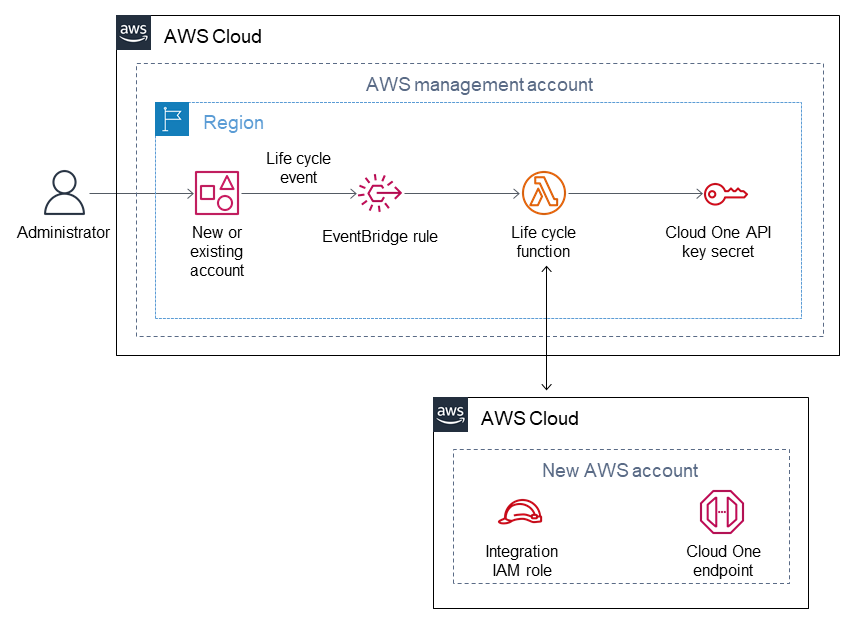 aws
AWS Cloud
AWS management account
Region
Life cycle
event
Administrator
New or
existing
account
EventBridge rule
Life cycle
function
Cloud One API
key secret
aws
AWS Cloud
New AWS account
Integration
IAM role
Cloud One
endpoint